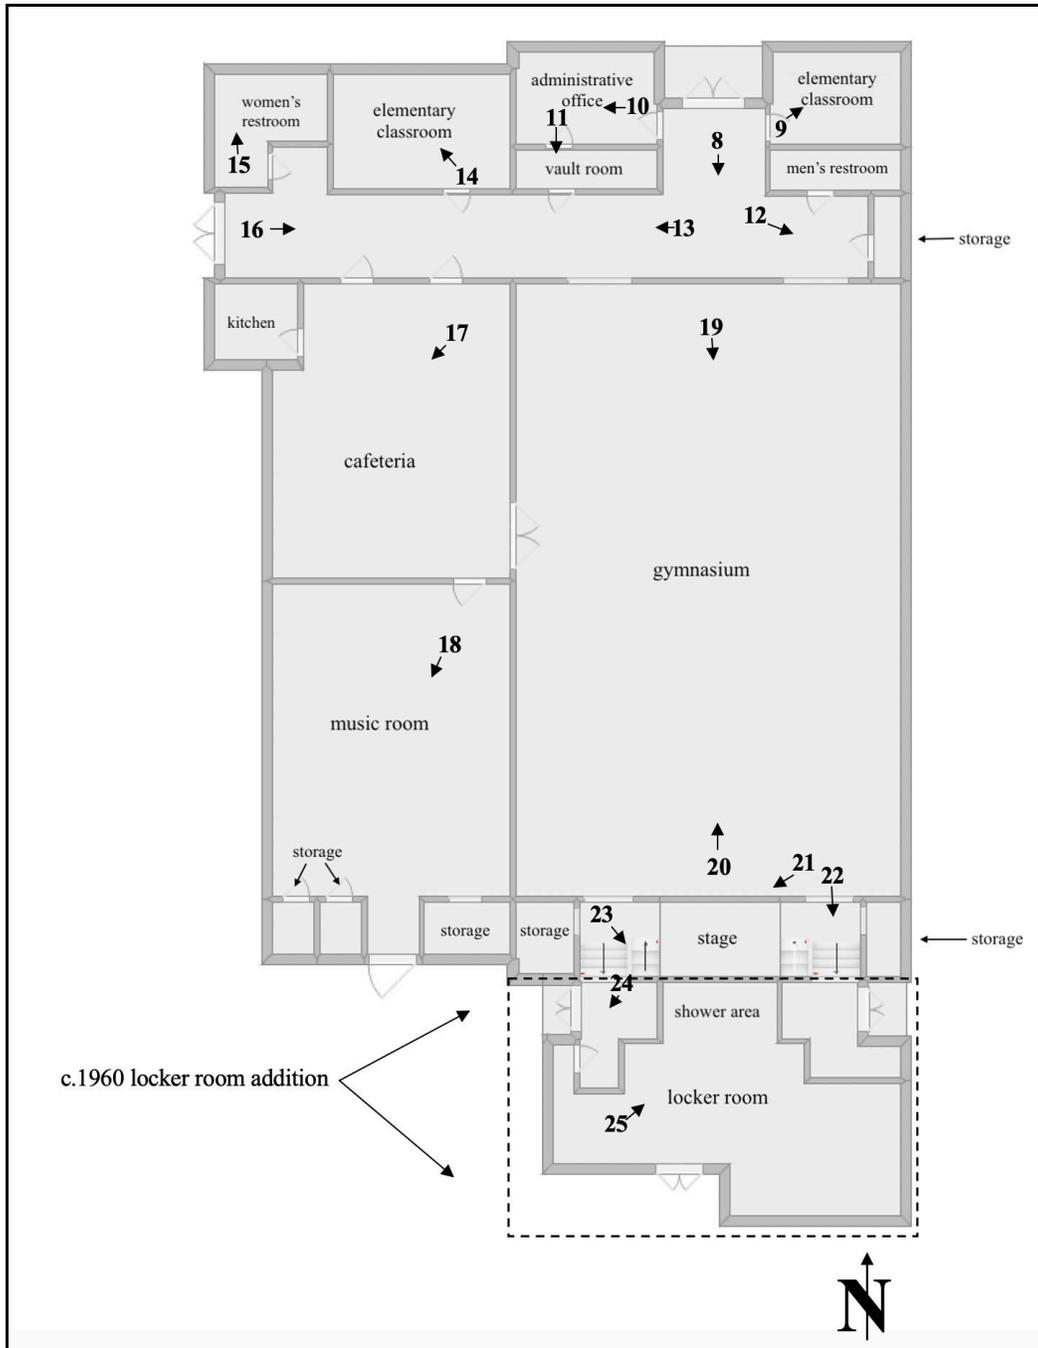 women's
restroom
elementary
classroom
administrative
office
10
11
vault room
8
9
elementary
classroom
men's restroom
15
14
16
13
12
storage
kitchen
17
19
cafeteria
gymnasium
18
music room
storage
20
21
22
storage
storage
23
stage
storage
24
shower area
c.1960 locker room addition
locker room
25
N